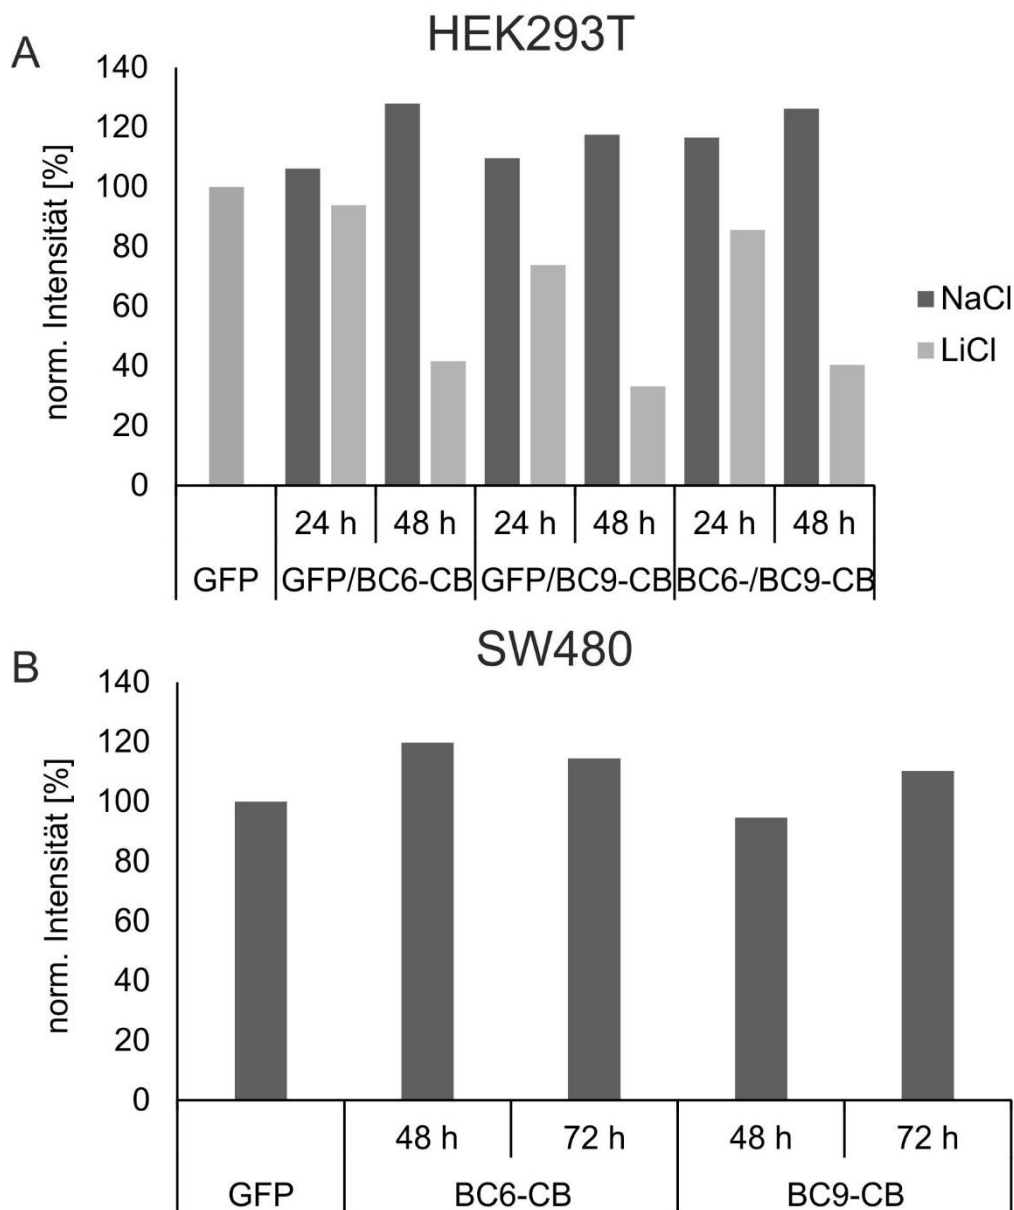 A
HEK293T
norm. Intensität [%]
140
120
100
80
60
40
20
0
NaCl
LiCl
24 h 48 h 24 h 48 h 24 h 48 h
GFP GFP/BC6-CB GFP/BC9-CB BC6-/BC9-CB
B
SW480
norm. Intensität [%]
140
120
100
80
60
40
20
0
48 h 72 h 48 h 72 h
GFP BC6-CB BC9-CB